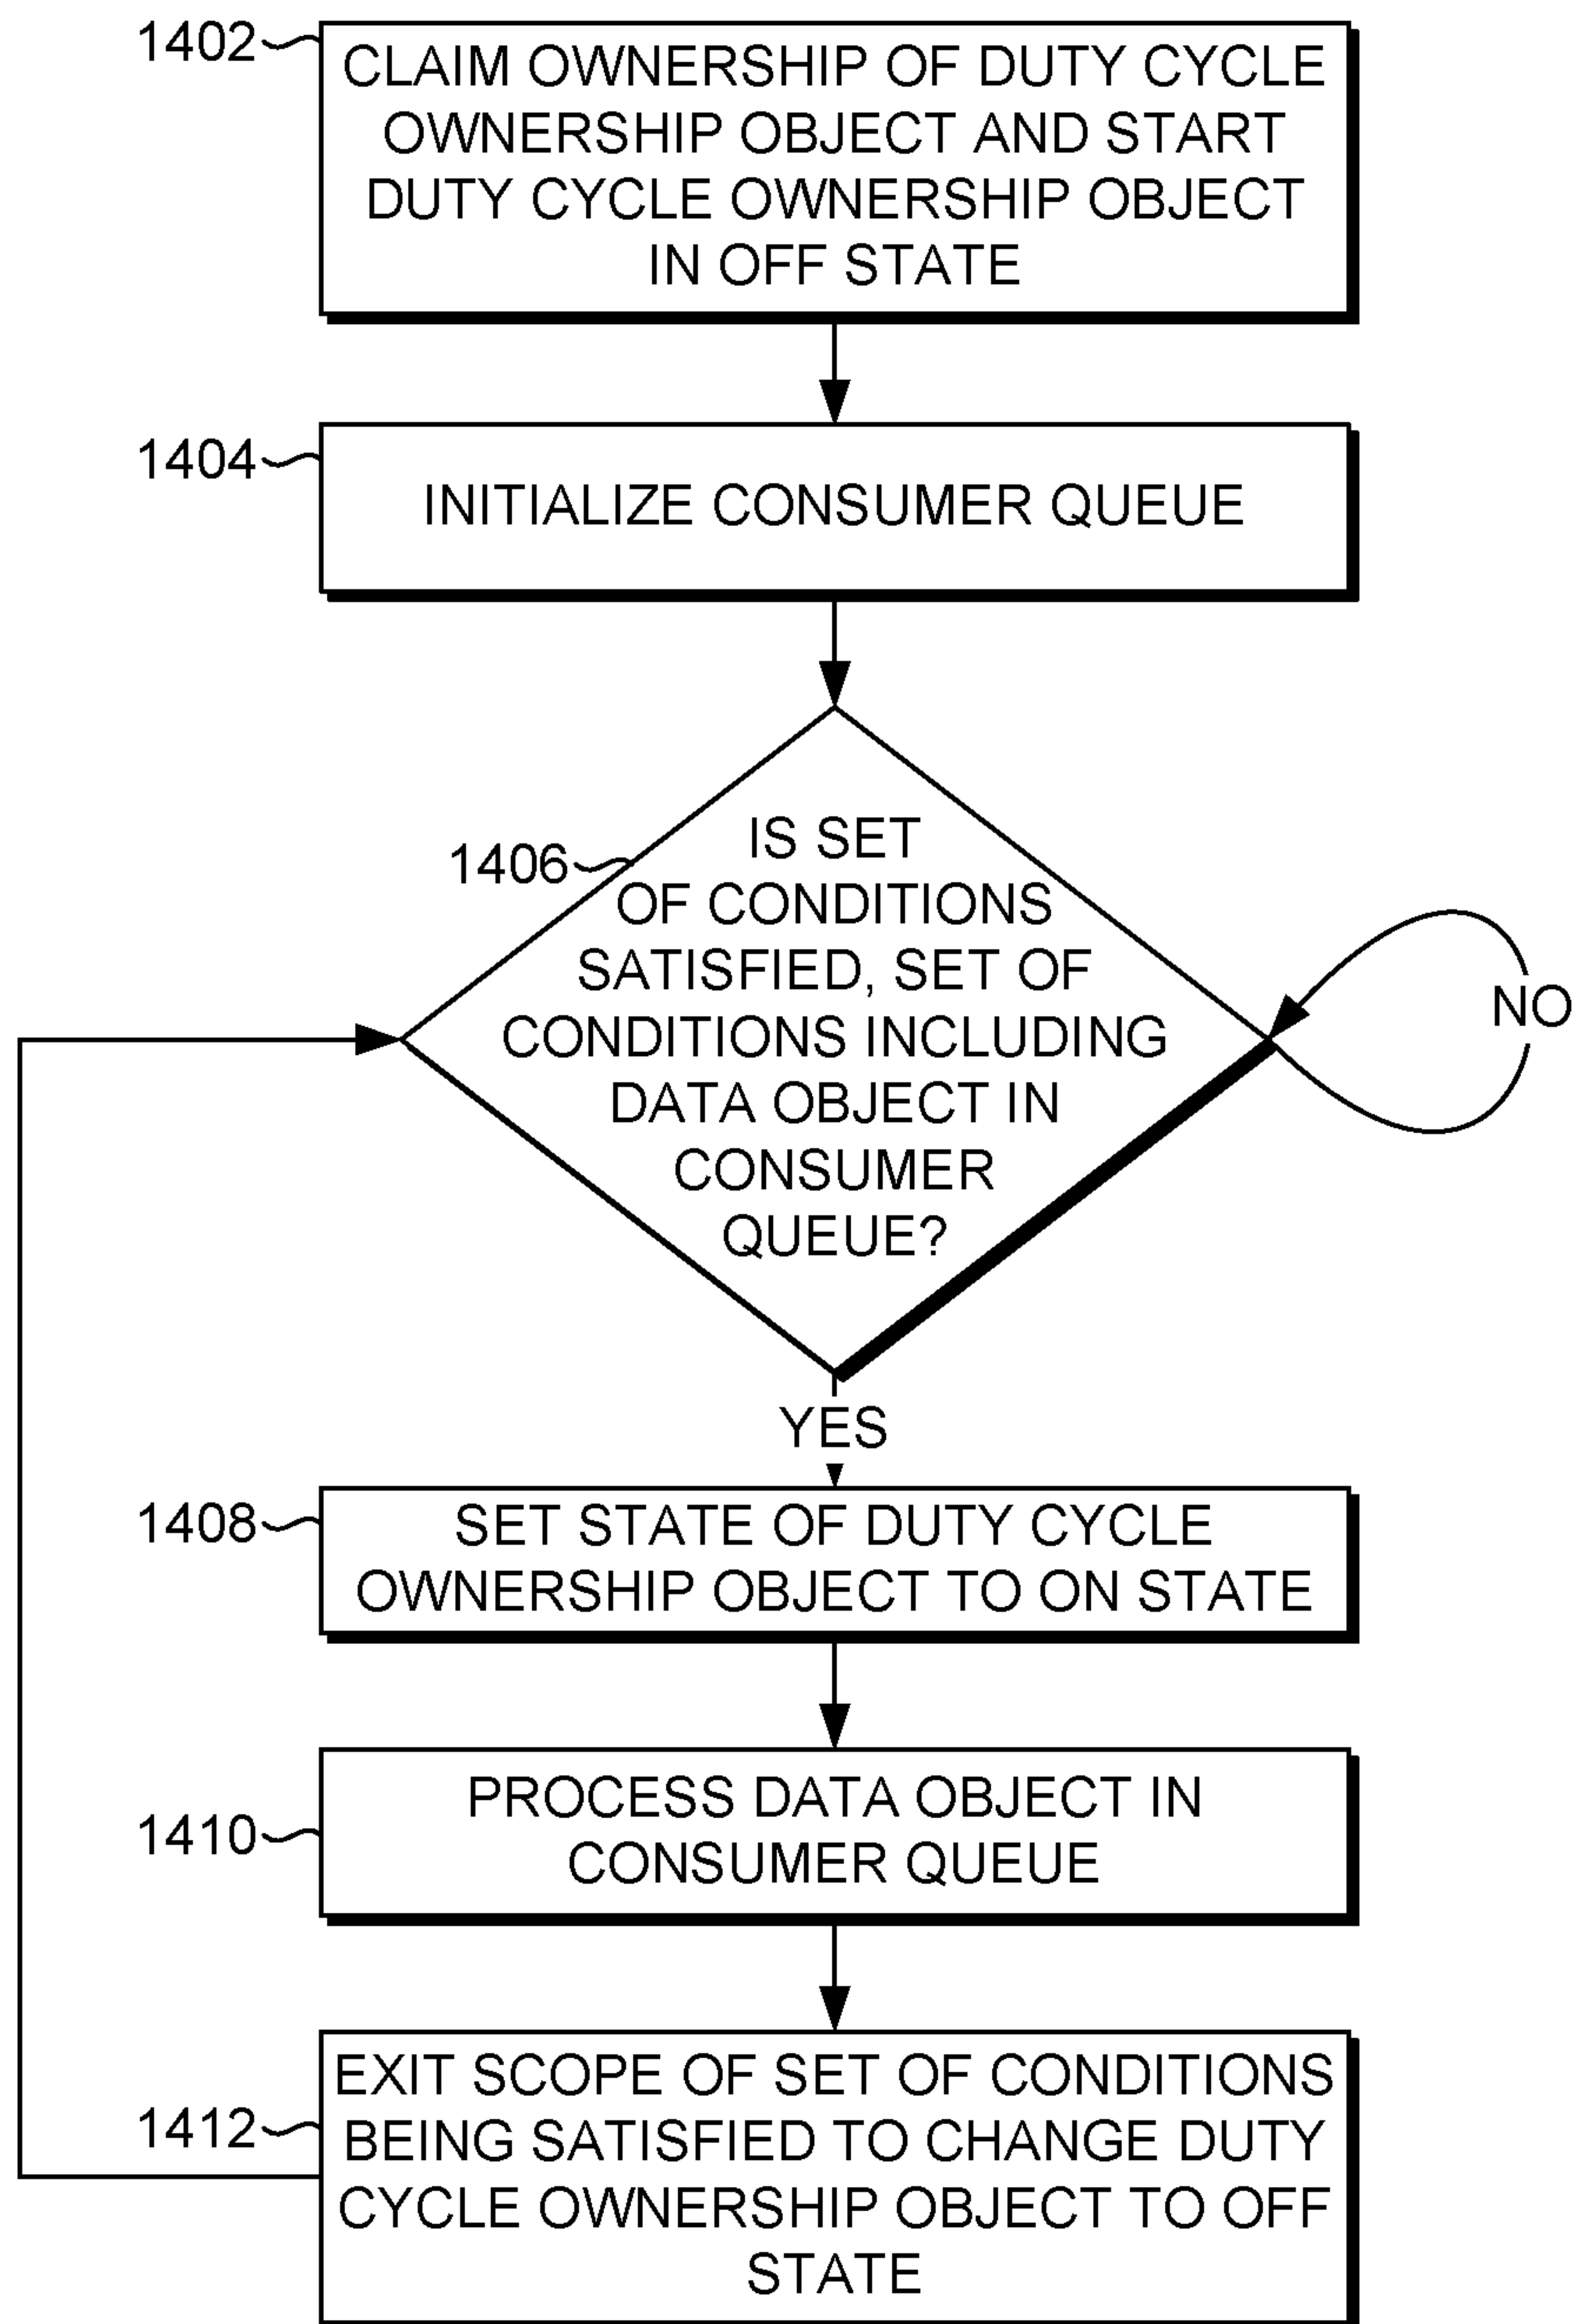 1402
CLAIM OWNERSHIP OF DUTY CYCLE
OWNERSHIP OBJECT AND START
DUTY CYCLE OWNERSHIP OBJECT
IN OFF STATE
1404
INITIALIZE CONSUMER QUEUE
1406
IS SET
OF CONDITIONS
SATISFIED, SET OF
CONDITIONS INCLUDING
DATA OBJECT IN
CONSUMER
QUEUE?
NO
YES
1408
SET STATE OF DUTY CYCLE
OWNERSHIP OBJECT TO ON STATE
1410
PROCESS DATA OBJECT IN
CONSUMER QUEUE
1412
EXIT SCOPE OF SET OF CONDITIONS
BEING SATISFIED TO CHANGE DUTY
CYCLE OWNERSHIP OBJECT TO OFF
STATE